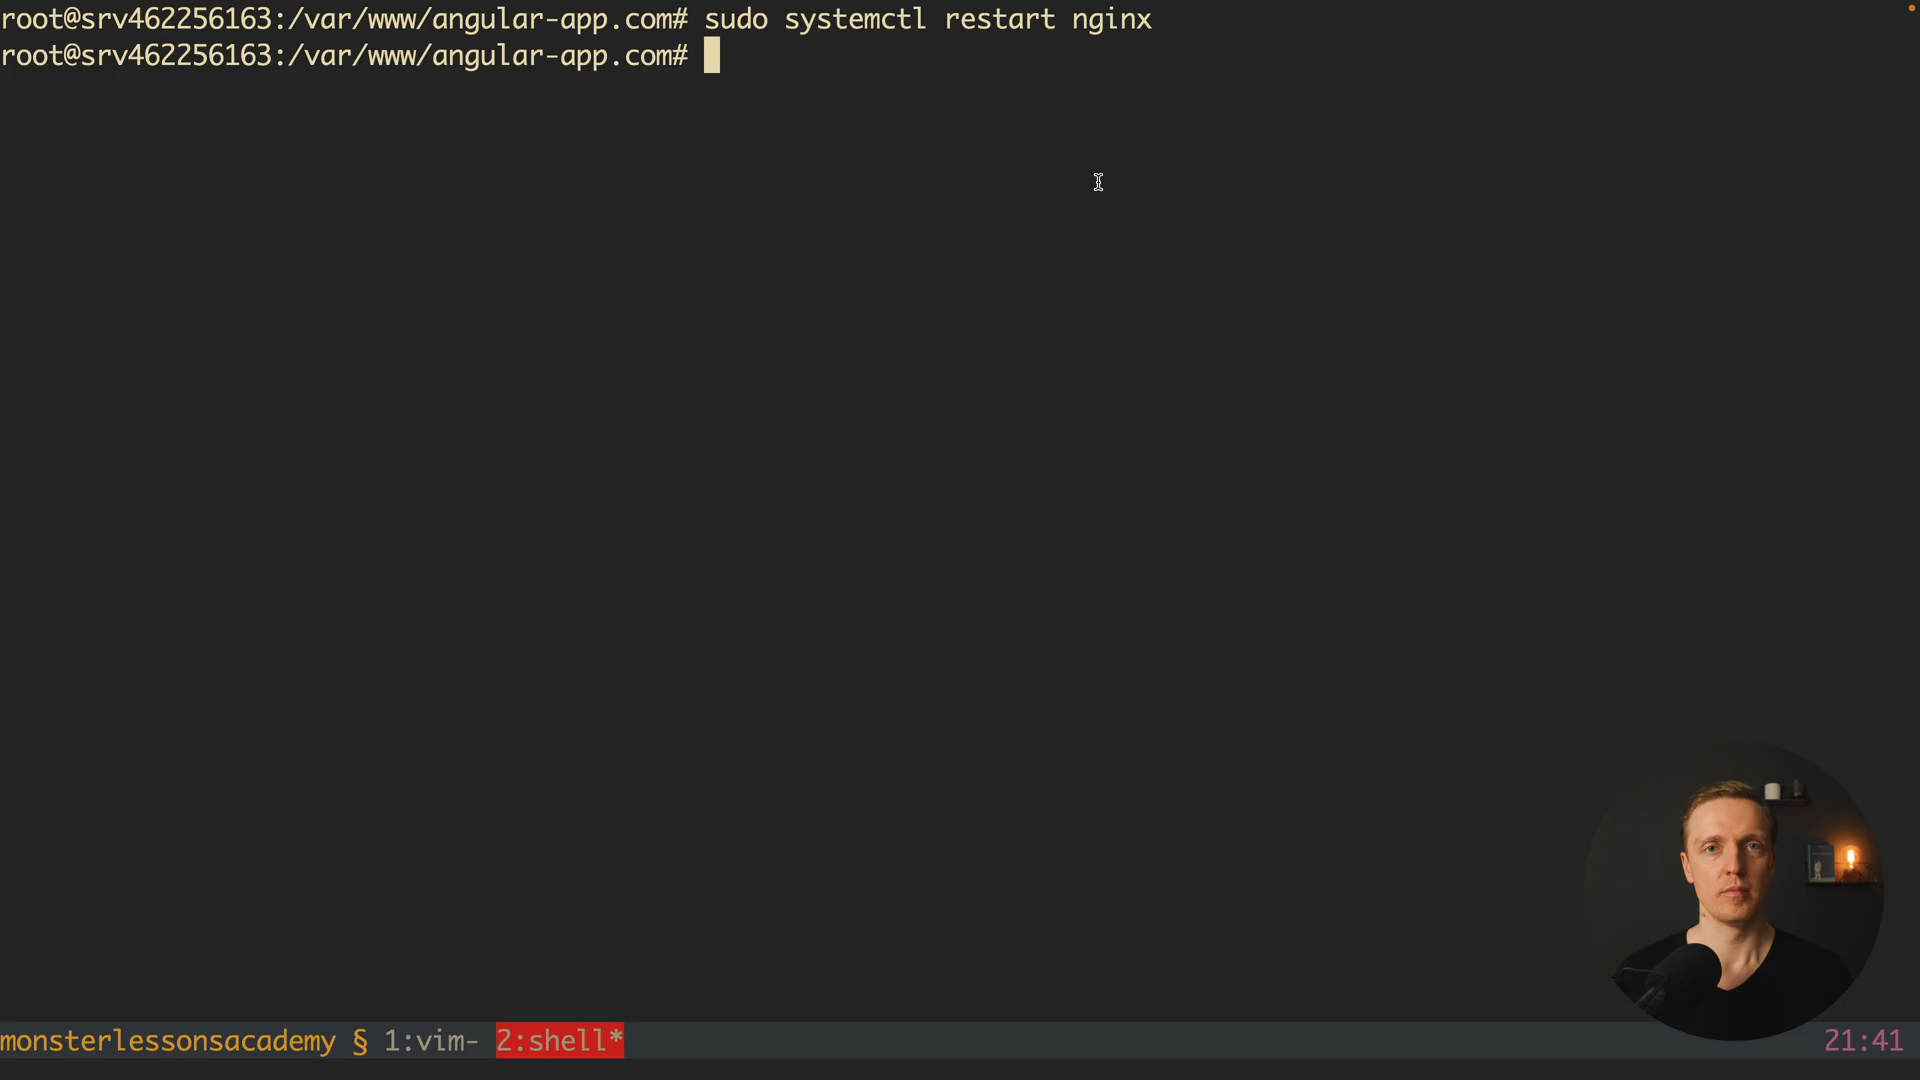 root@srv462256163:/var/www/angular-app.com# sudo systemctl restart nginx
root@srv462256163:/var/www/angular-app.com#
monsterlessonsacademy § 1:vim- 2:shell* 21:41